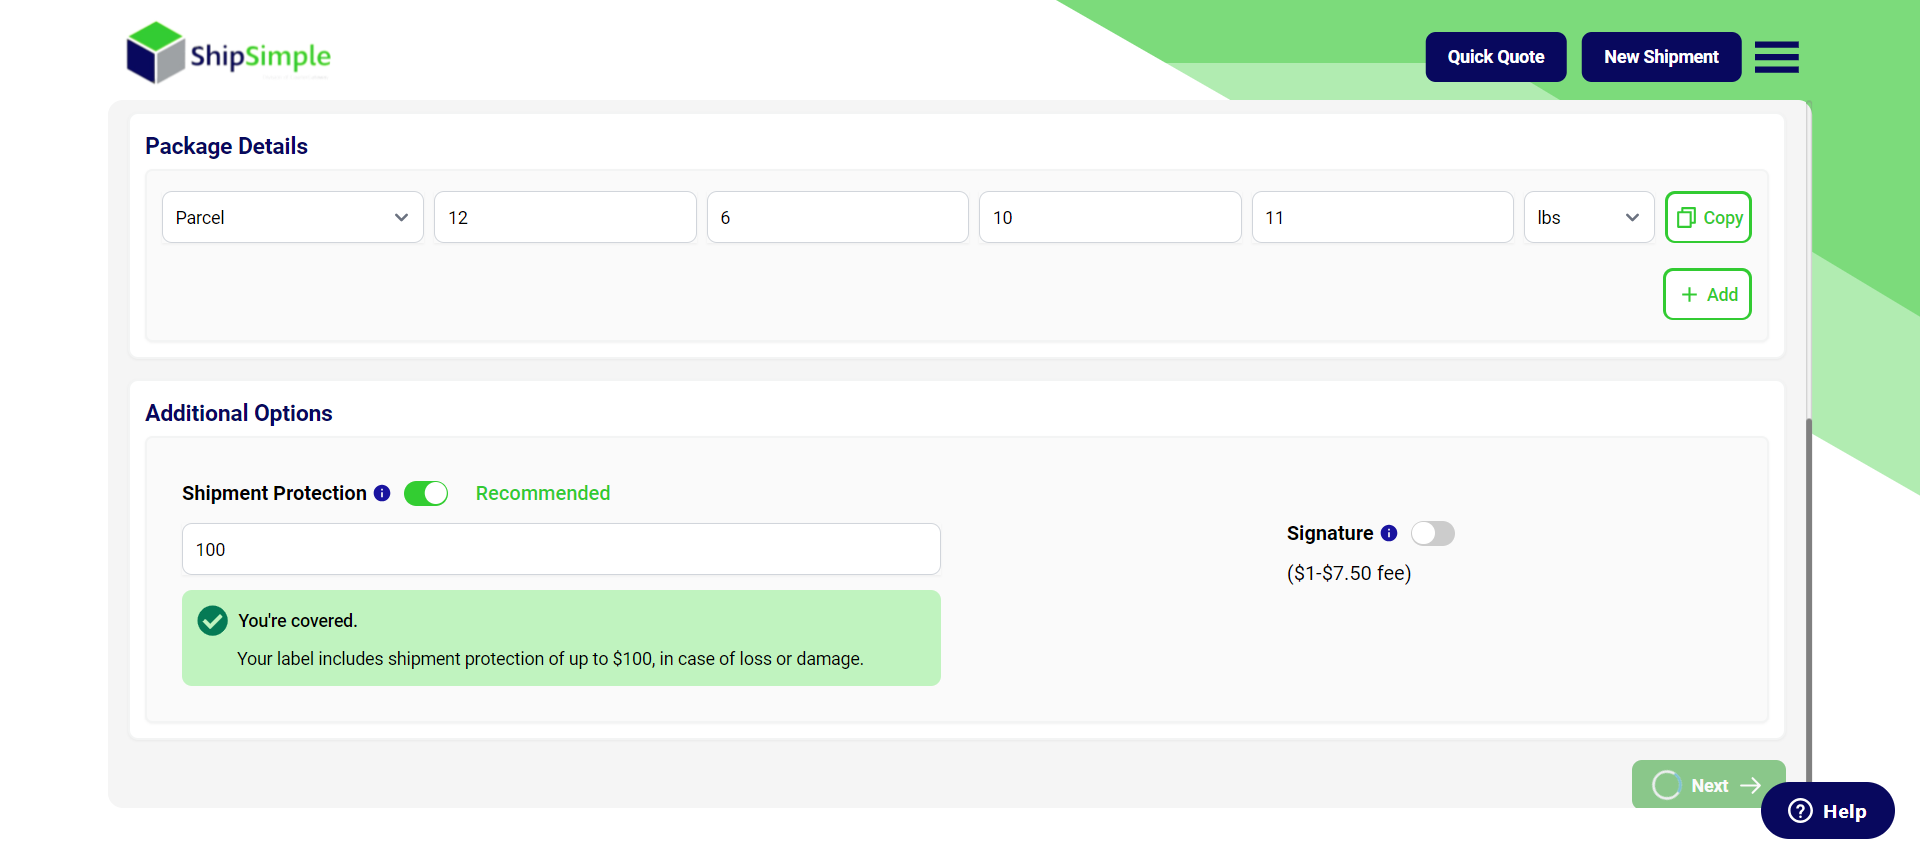 ShipSimple
Quick Quote
New Shipment
Package Details
Parcel
12
6
10
11
lbs
Copy
+ Add
Additional Options
Shipment Protection
Recommended
100
You're covered.
Your label includes shipment protection of up to $100, in case of loss or damage.
Signature
($1-$7.50 fee)
Next
Help